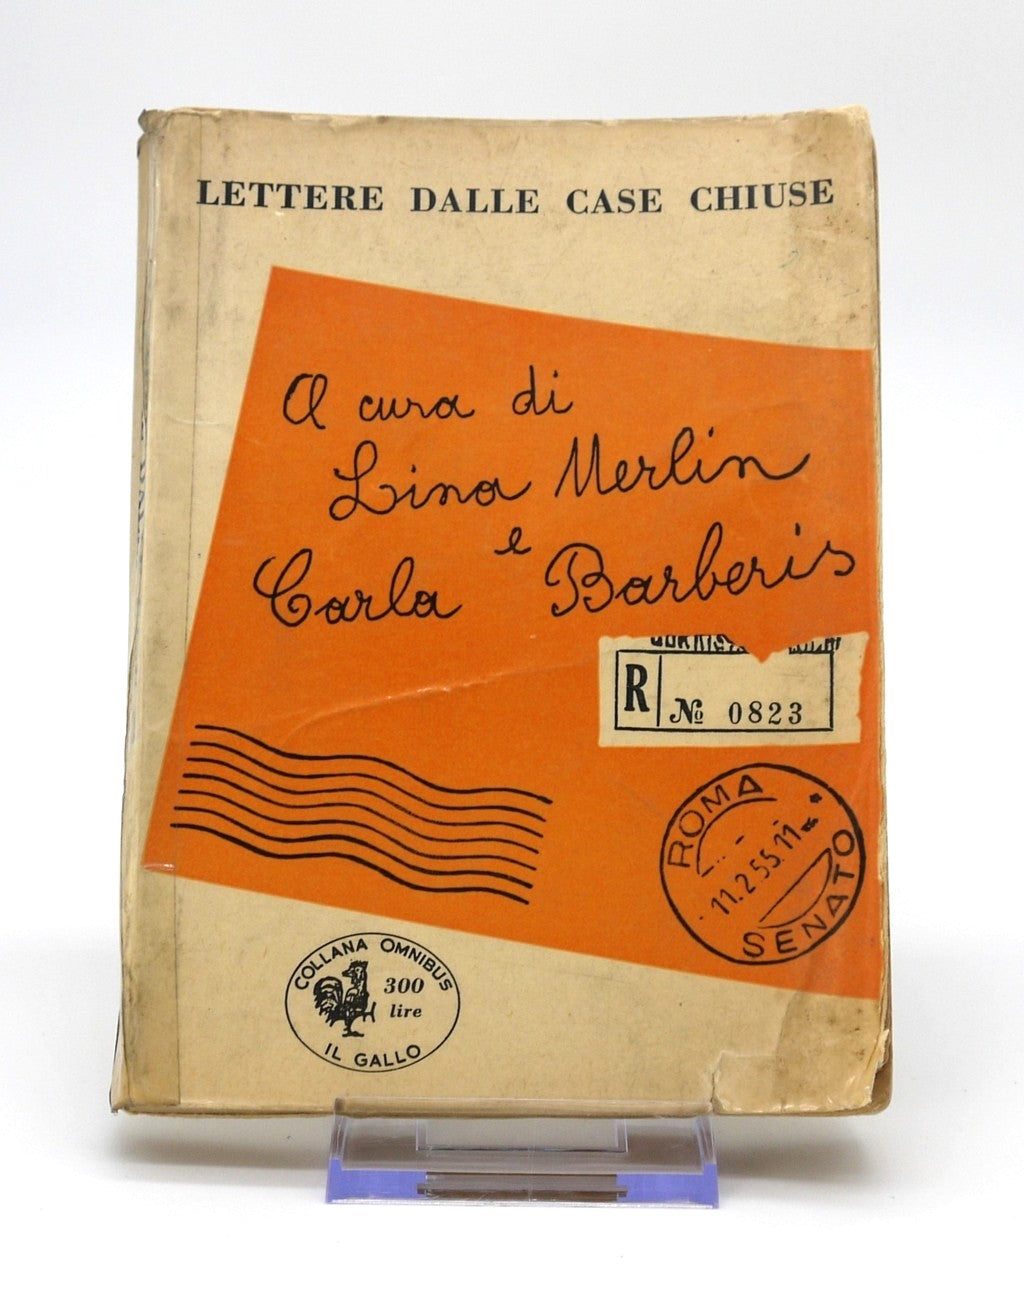 LETTERE DALLE CASE CHIUSE
A cura di
Lina Merlin
e
Carla Barberis
R
№ 0823
ROMA
11.2.55.11
SENATO
COLLANA OMNIBUS
300
lire
IL GALLO